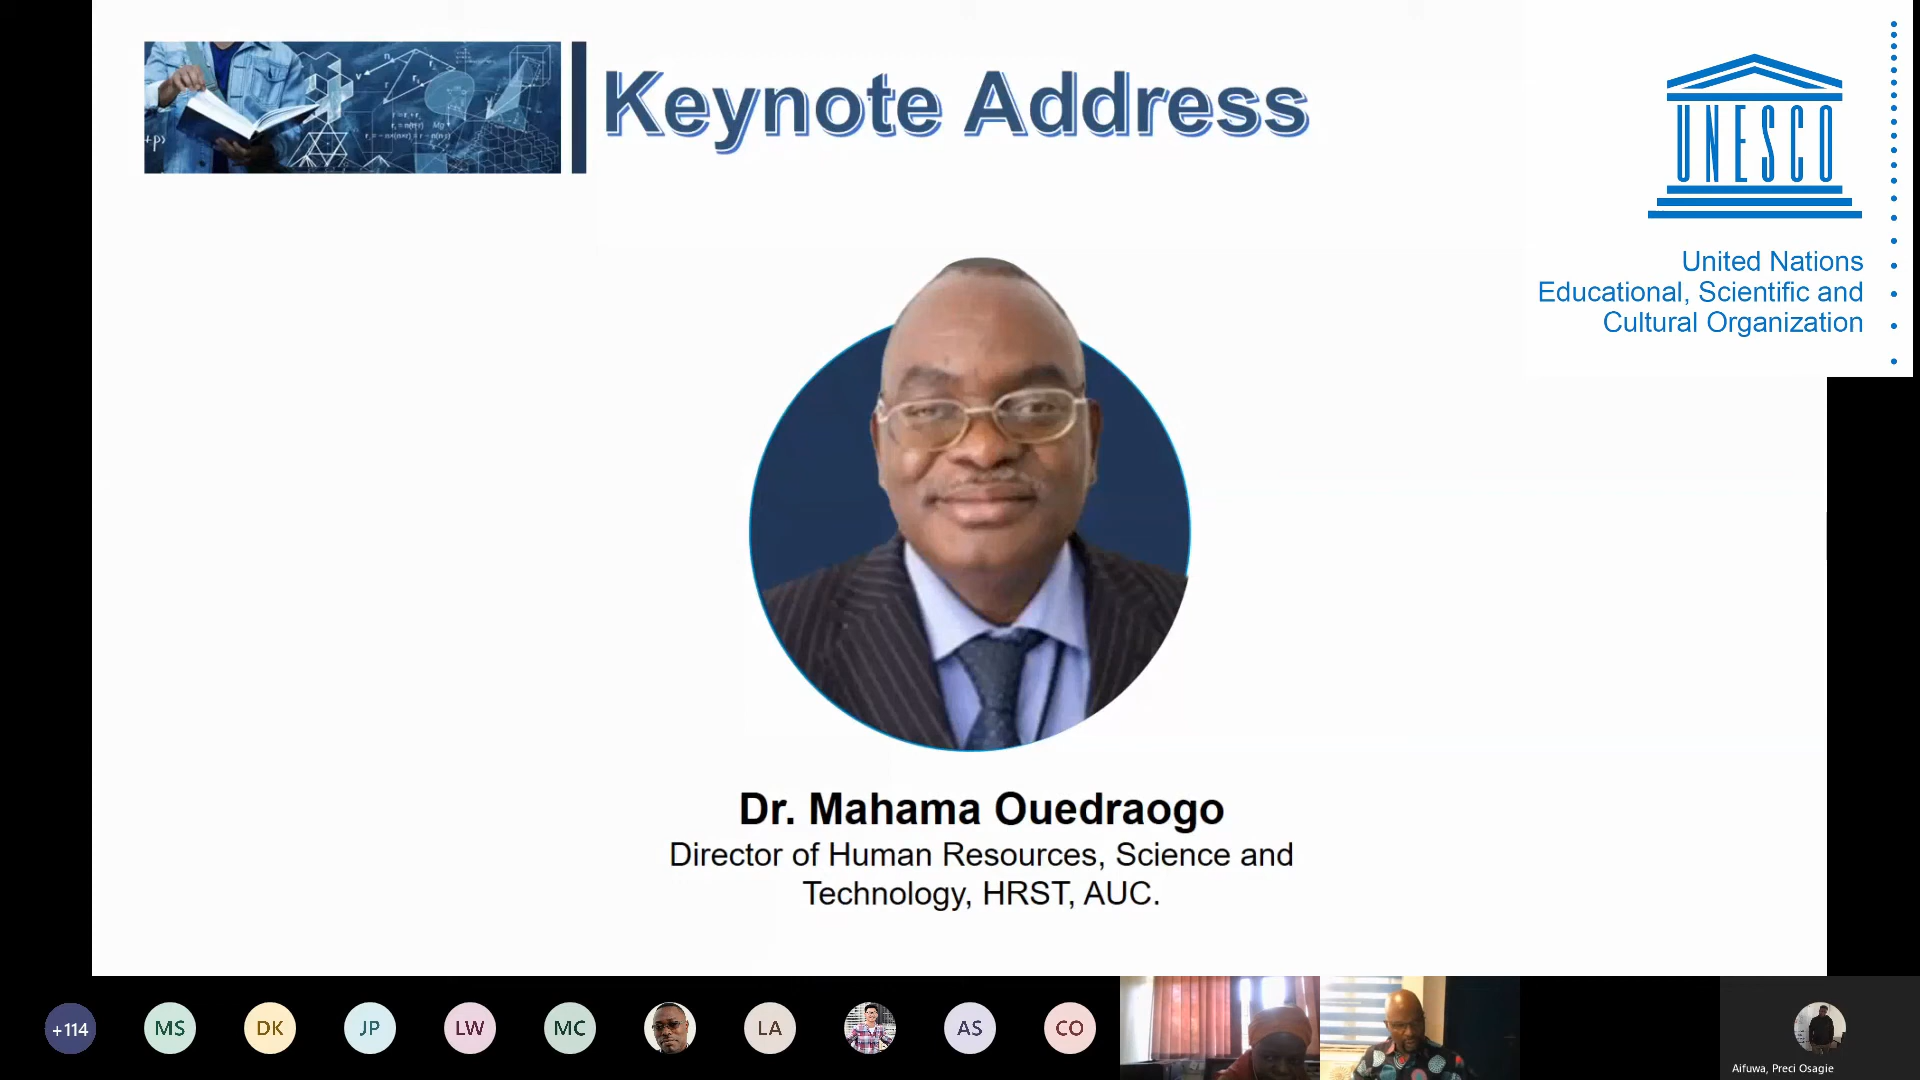 Keynote Address
UNESCO
United Nations
Educational, Scientific and
Cultural Organization
Dr. Mahama Ouedraogo
Director of Human Resources, Science and
Technology, HRST, AUC.
+114
MS
DK
JP
LW
MC
LA
AS
CO
Aifuwa, Preci Osagie